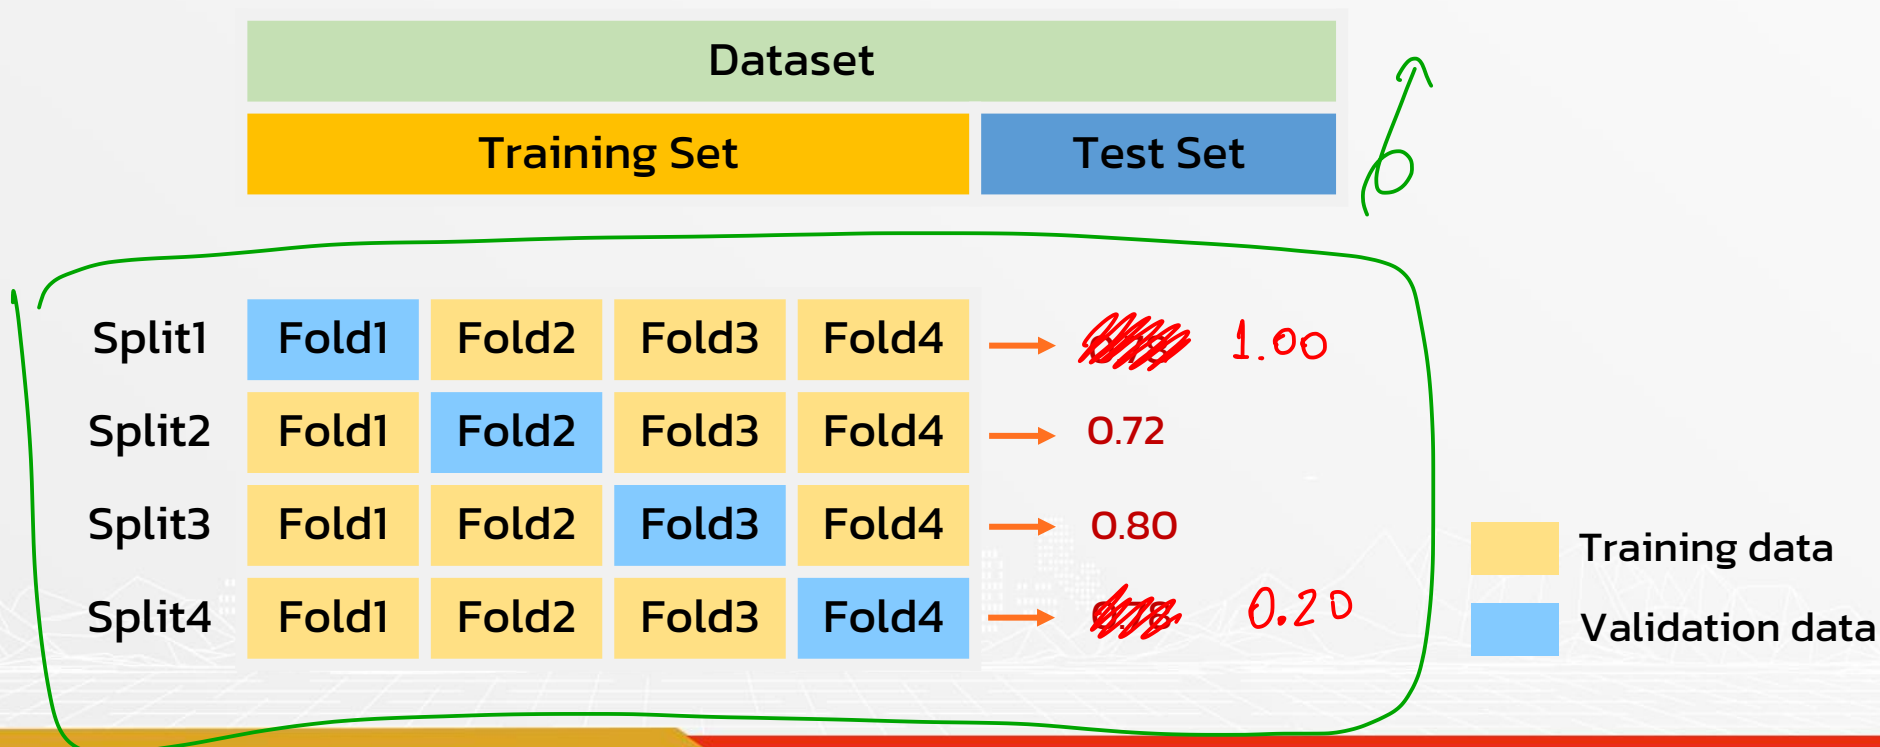 Dataset
Training Set Test Set
Split1 Fold1 Fold2 Fold3 Fold4 → 1.00
Split2 Fold1 Fold2 Fold3 Fold4 → 0.72
Split3 Fold1 Fold2 Fold3 Fold4 → 0.80
Split4 Fold1 Fold2 Fold3 Fold4 → 0.20
Training data
Validation data